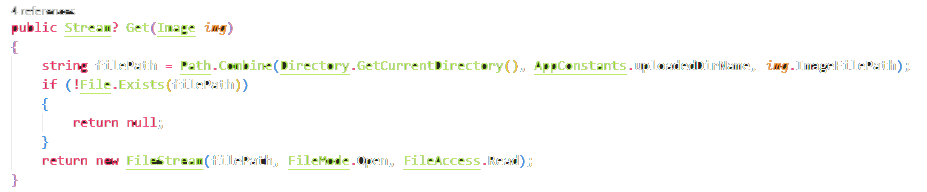 4 references
public Stream? Get(Image img)
{
string filePath = Path.Combine(Directory.GetCurrentDirectory(), AppConstants.uploadedDirName, img.ImageFilePath);
if (!File.Exists(filePath))
{
return null;
}
return new FileStream(filePath, FileMode.Open, FileAccess.Read);
}